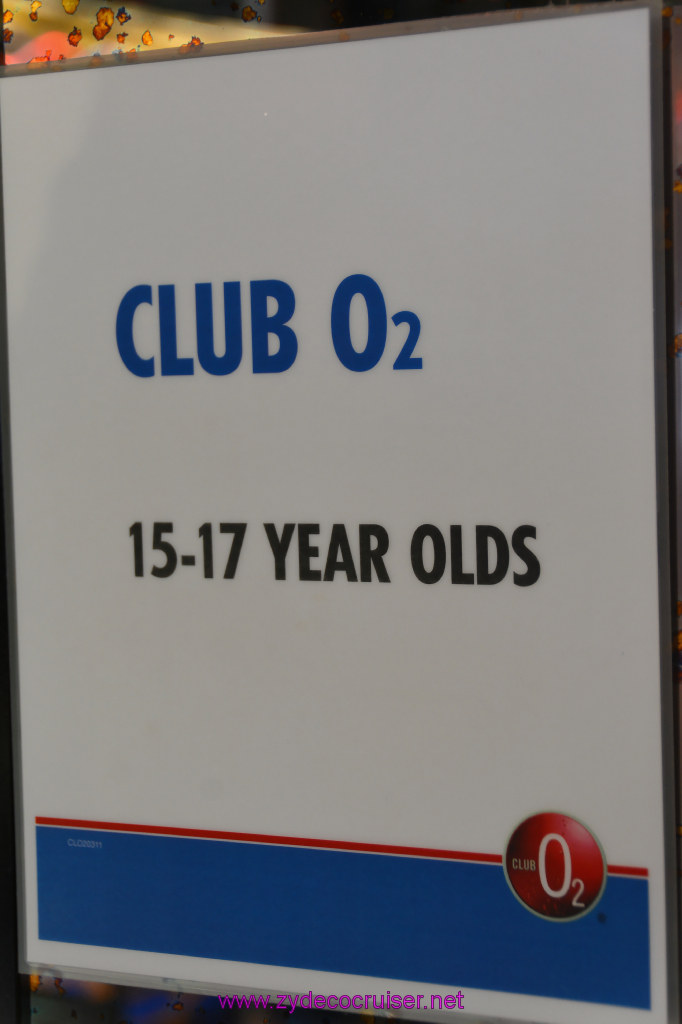 CLUB O2
15-17 YEAR OLDS
CLUB O2
www.zydecocruiser.net